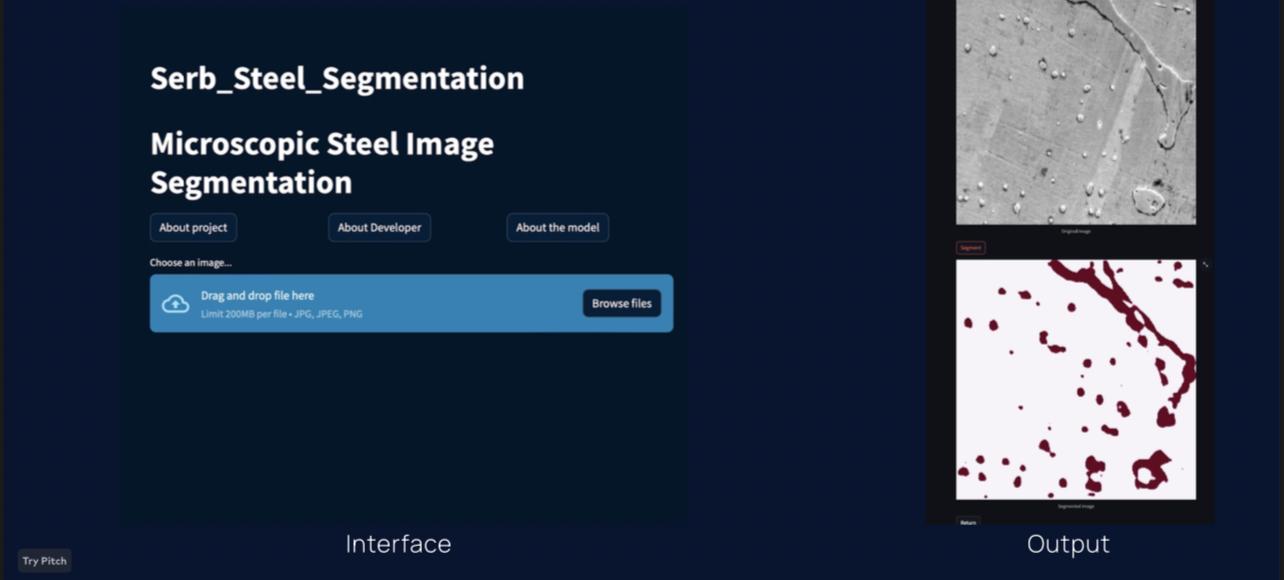 Serb_Steel_Segmentation
Microscopic Steel Image
Segmentation
About project
About Developer
About the model
Choose an image...
Drag and drop file here
Limit 200MB per file • JPG, JPEG, PNG
Browse files
Original Image
Segment
Segmented Image
Return
Interface
Output
Try Pitch